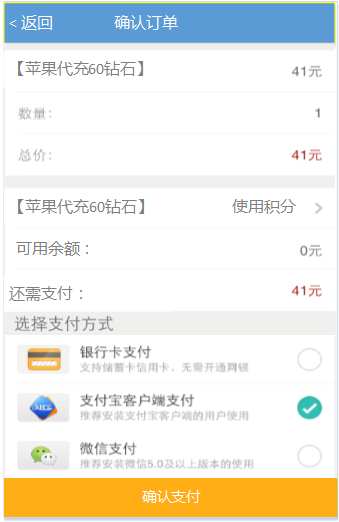 < 返回 确认订单
【苹果代充60钻石】 41元
数量： 1
总价： 41元
【苹果代充60钻石】 使用积分 >
可用余额： 0元
还需支付： 41元
选择支付方式
银行卡支付
支持储蓄卡信用卡，无需开通网银
支付宝客户端支付
推荐安装支付宝客户端的用户使用
微信支付
推荐安装微信5.0及以上版本的使用
确认支付